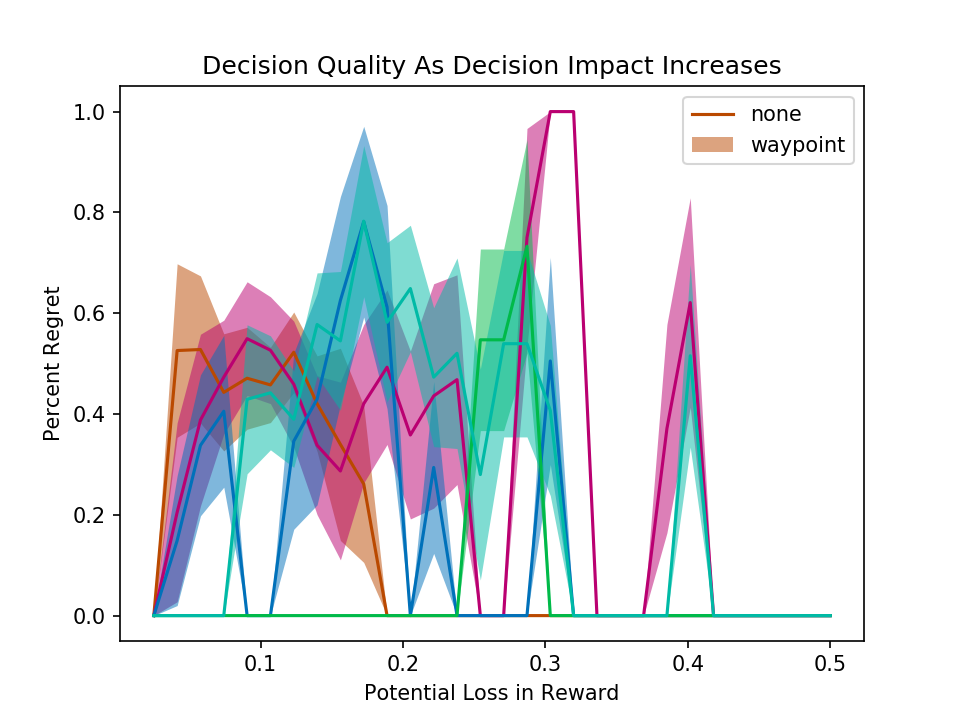 Decision Quality As Decision Impact Increases
none
waypoint
Percent Regret
1.0
0.8
0.6
0.4
0.2
0.0
0.1 0.2 0.3 0.4 0.5
Potential Loss in Reward